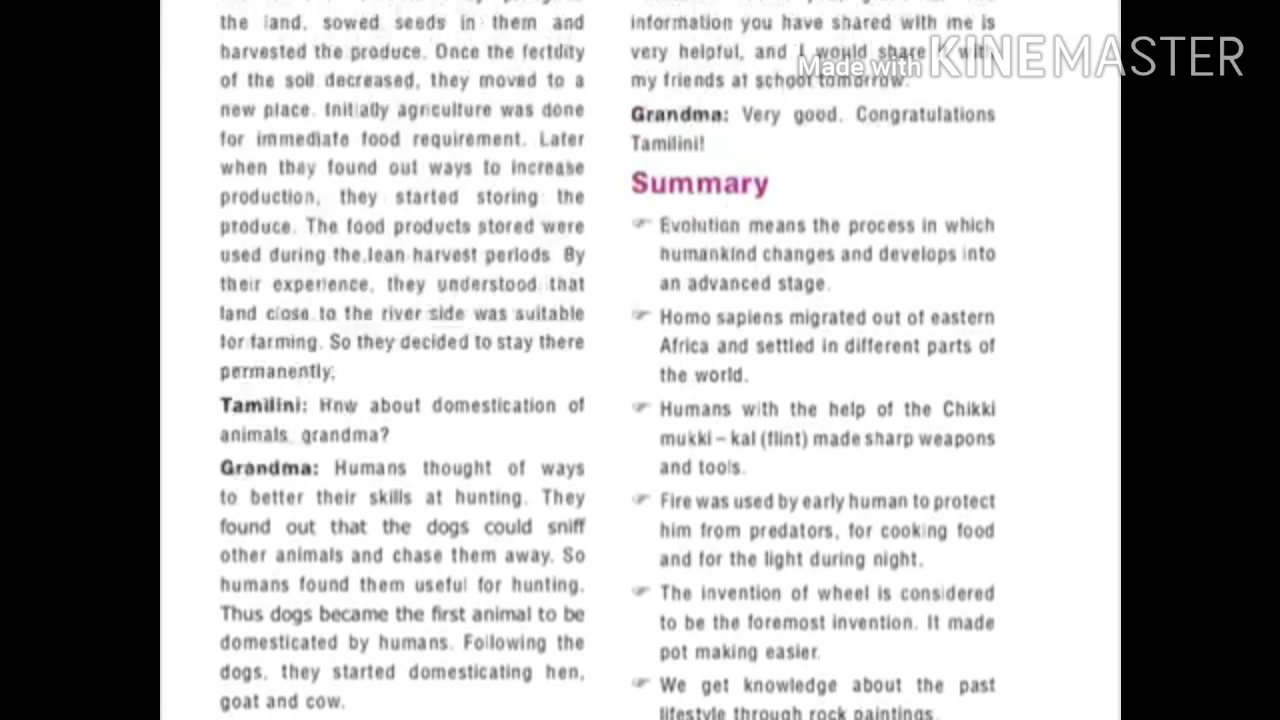 the land, sowed seeds in them and
harvested the produce. Once the fertility
of the soil decreased, they moved to a
new place. Initially agriculture was done
for immediate food requirement. Later
when they found out ways to increase
production, they started storing the
produce. The food products stored were
used during the lean harvest periods. By
their experience, they understood that
land close to the river side was suitable
for farming. So they decided to stay there
permanently.
Tamilini: How about domestication of
animals, grandma?
Grandma: Humans thought of ways
to better their skills at hunting. They
found out that the dogs could sniff
other animals and chase them away. So
humans found them useful for hunting.
Thus dogs became the first animal to be
domesticated by humans. Following the
dogs, they started domesticating hen,
goat and cow.
information you have shared with me is
very helpful, and I would share with
my friends at school tomorrow.
Grandma: Very good. Congratulations
Tamilini!
Summary
Evolution means the process in which
humankind changes and develops into
an advanced stage.
Homo sapiens migrated out of eastern
Africa and settled in different parts of
the world.
Humans with the help of the Chikki
mukki – kal (flint) made sharp weapons
and tools.
Fire was used by early human to protect
him from predators, for cooking food
and for the light during night.
The invention of wheel is considered
to be the foremost invention. It made
pot making easier.
We get knowledge about the past
lifestyle through rock paintings.
Made with KINEMASTER